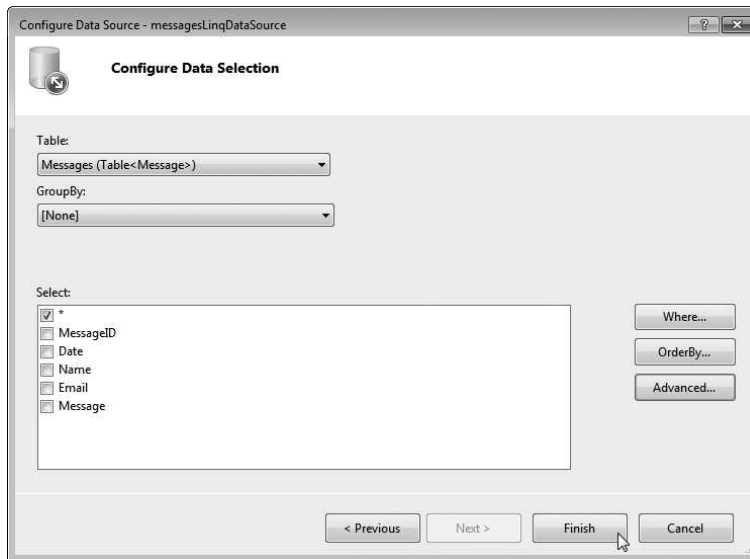 Configure Data Source - messagesLinqDataSource
Configure Data Selection
Table:
Messages (Table<Message>)
GroupBy:
[None]
Select:
*
MessageID
Date
Name
Email
Message
Where...
OrderBy...
Advanced...
< Previous
Next >
Finish
Cancel